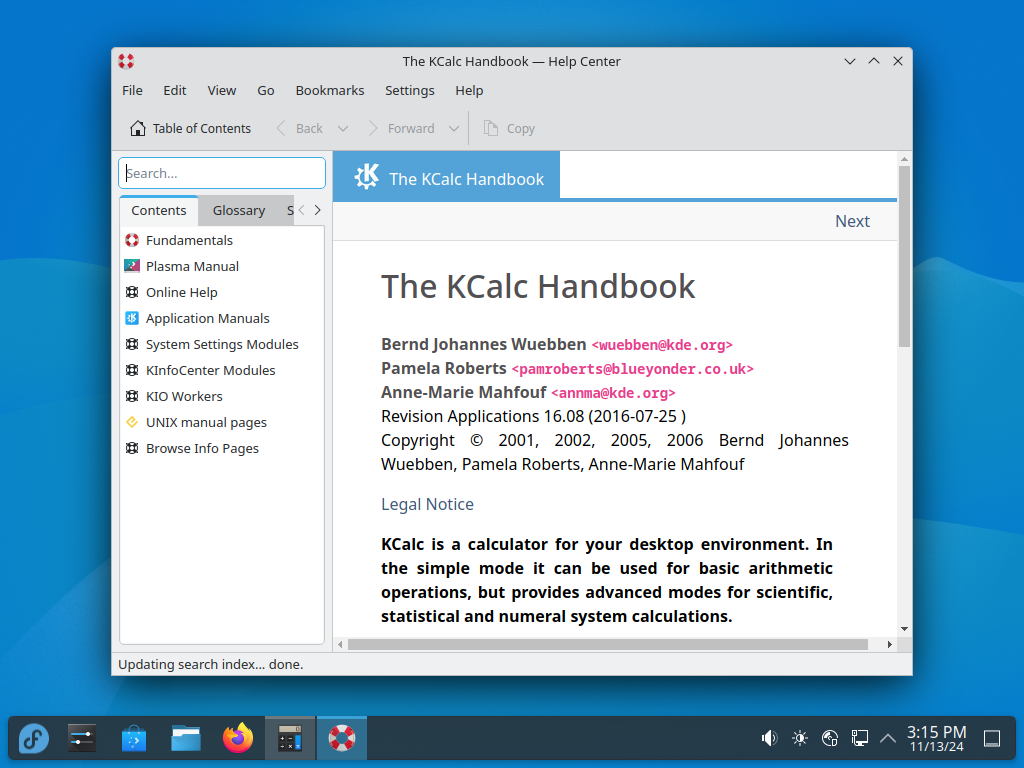 The KCalc Handbook — Help Center
File Edit View Go Bookmarks Settings Help
Table of Contents Back Forward Copy
Search...
Contents Glossary S
Fundamentals
Plasma Manual
Online Help
Application Manuals
System Settings Modules
KInfoCenter Modules
KIO Workers
UNIX manual pages
Browse Info Pages
The KCalc Handbook
Next
The KCalc Handbook
Bernd Johannes Wuebben <wuebben@kde.org>
Pamela Roberts <pamroberts@blueyonder.co.uk>
Anne-Marie Mahfouf <annma@kde.org>
Revision Applications 16.08 (2016-07-25 )
Copyright © 2001, 2002, 2005, 2006 Bernd Johannes
Wuebben, Pamela Roberts, Anne-Marie Mahfouf
Legal Notice
KCalc is a calculator for your desktop environment. In
the simple mode it can be used for basic arithmetic
operations, but provides advanced modes for scientific,
statistical and numeral system calculations.
Updating search index... done.
3:15 PM
11/13/24